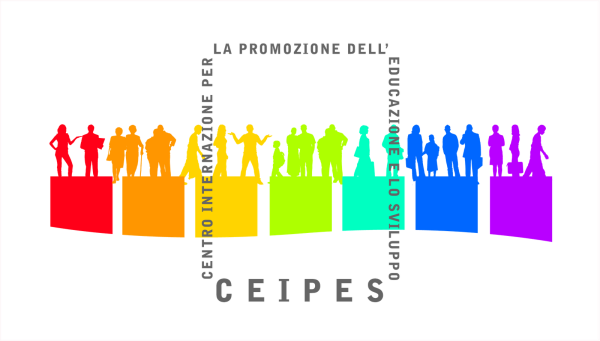 CENTRO INTERNAZIONE PER
LA PROMOZIONE DELL'
EDUCAZIONE E LO SVILUPPO
CEIPES